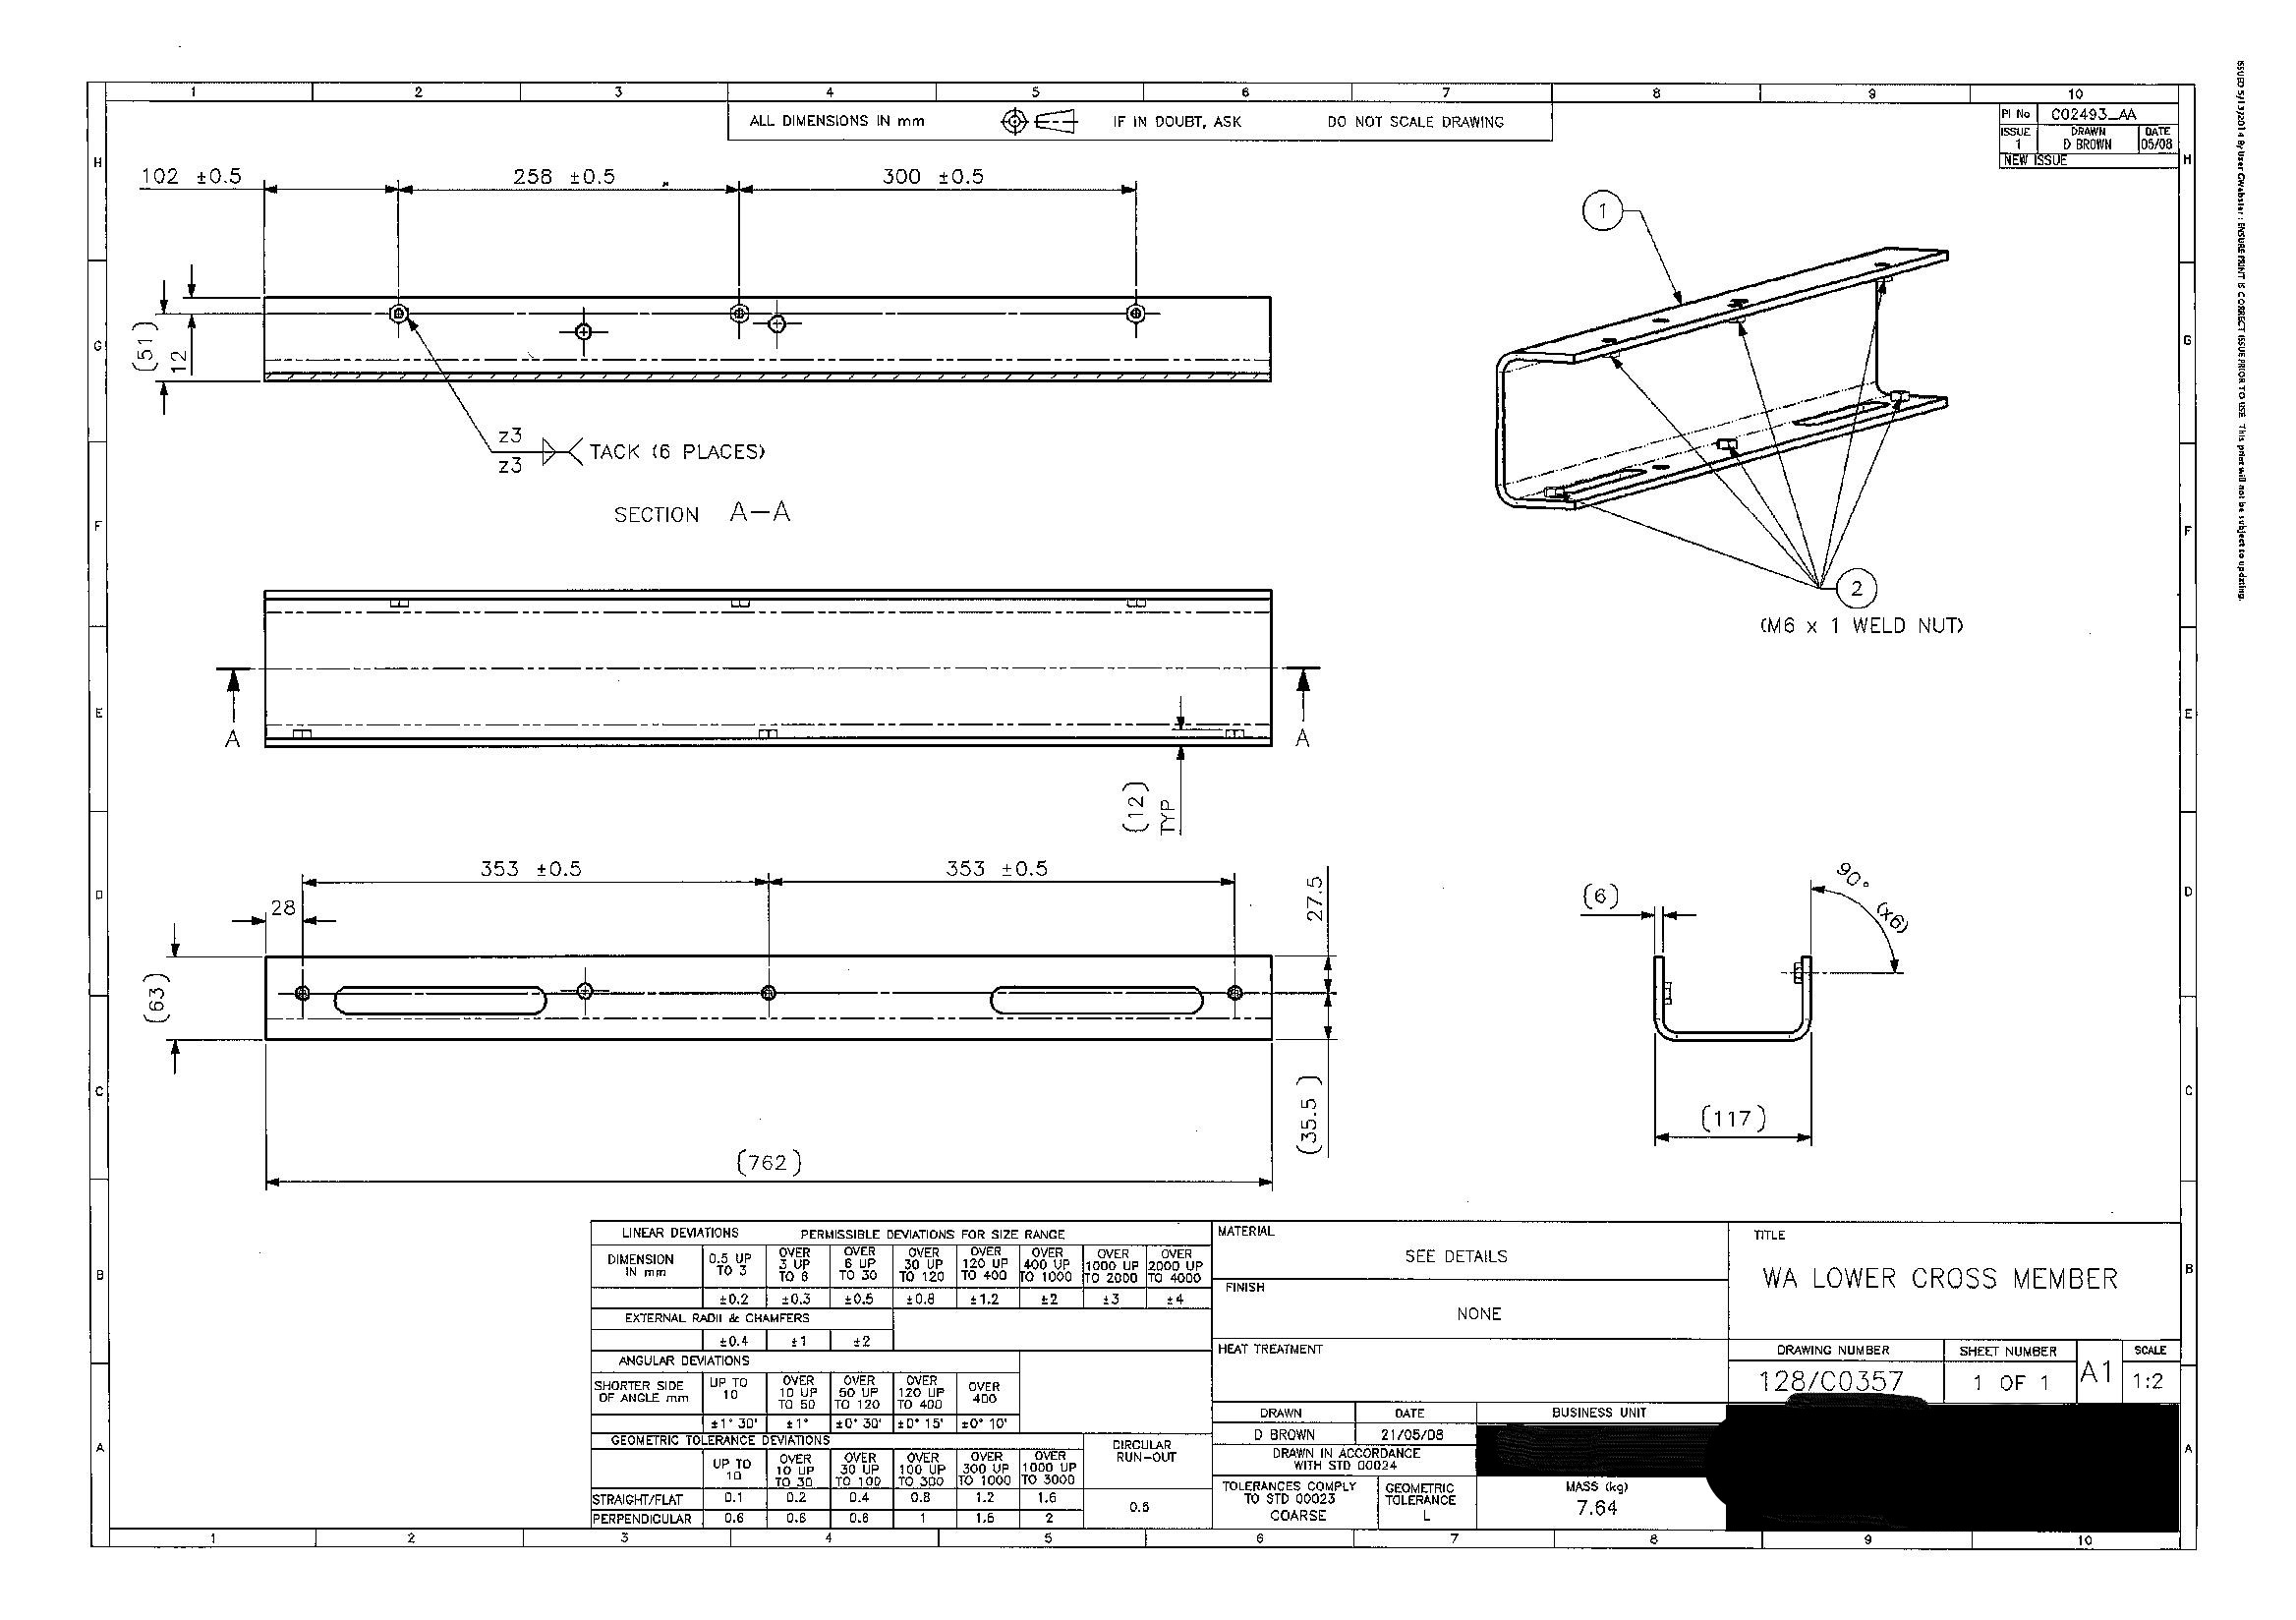 1 2 3 4 5 6 7 8 9 10
ALL DIMENSIONS IN mm IF IN DOUBT, ASK DO NOT SCALE DRAWING
PI No C02493_AA
ISSUE DRAWN DATE
1 D BROWN 05/08
NEW ISSUE
ISSUED 5/13/2014 By User GWebster : ENSURE PRINT IS CORRECT ISSUE PRIOR TO USE. This print will not be subject to updating.
H
G
F
E
D
C
B
A
102 ±0.5 258 ±0.5 300 ±0.5
(51)
12
z3
z3
TACK (6 PLACES)
SECTION A-A
1
2
(M6 x 1 WELD NUT)
A A
(12)
TYP
353 ±0.5 353 ±0.5
28
27.5
(63)
(35.5)
(762)
(6)
90° (x6)
(117)
LINEAR DEVIATIONS PERMISSIBLE DEVIATIONS FOR SIZE RANGE
DIMENSION IN mm 0.5 UP TO 3 OVER 3 UP TO 6 OVER 6 UP TO 30 OVER 30 UP TO 120 OVER 120 UP TO 400 OVER 400 UP TO 1000 OVER 1000 UP TO 2000 OVER 2000 UP TO 4000
±0.2 ±0.3 ±0.5 ±0.8 ±1.2 ±2 ±3 ±4
EXTERNAL RADII & CHAMFERS
±0.4 ±1 ±2
ANGULAR DEVIATIONS
SHORTER SIDE OF ANGLE mm UP TO 10 OVER 10 UP TO 50 OVER 50 UP TO 120 OVER 120 UP TO 400 OVER 400
±1° 30' ±1° ±0° 30' ±0° 15' ±0° 10'
GEOMETRIC TOLERANCE DEVIATIONS CIRCULAR RUN-OUT
UP TO 10 OVER 10 UP TO 30 OVER 30 UP TO 100 OVER 100 UP TO 300 OVER 300 UP TO 1000 OVER 1000 UP TO 3000
STRAIGHT/FLAT 0.1 0.2 0.4 0.8 1.2 1.6 0.5
PERPENDICULAR 0.6 0.6 0.6 1 1.5 2
MATERIAL
SEE DETAILS
FINISH
NONE
HEAT TREATMENT
DRAWN DATE BUSINESS UNIT
D BROWN 21/05/08
DRAWN IN ACCORDANCE
WITH STD 00024
TOLERANCES COMPLY
TO STD 00023
COARSE
GEOMETRIC
TOLERANCE
L
MASS (kg)
7.64
TITLE
WA LOWER CROSS MEMBER
DRAWING NUMBER SHEET NUMBER A1 SCALE
128/C0357 1 OF 1 1:2
H
G
F
E
D
C
B
A
1 2 3 4 5 6 7 8 9 10